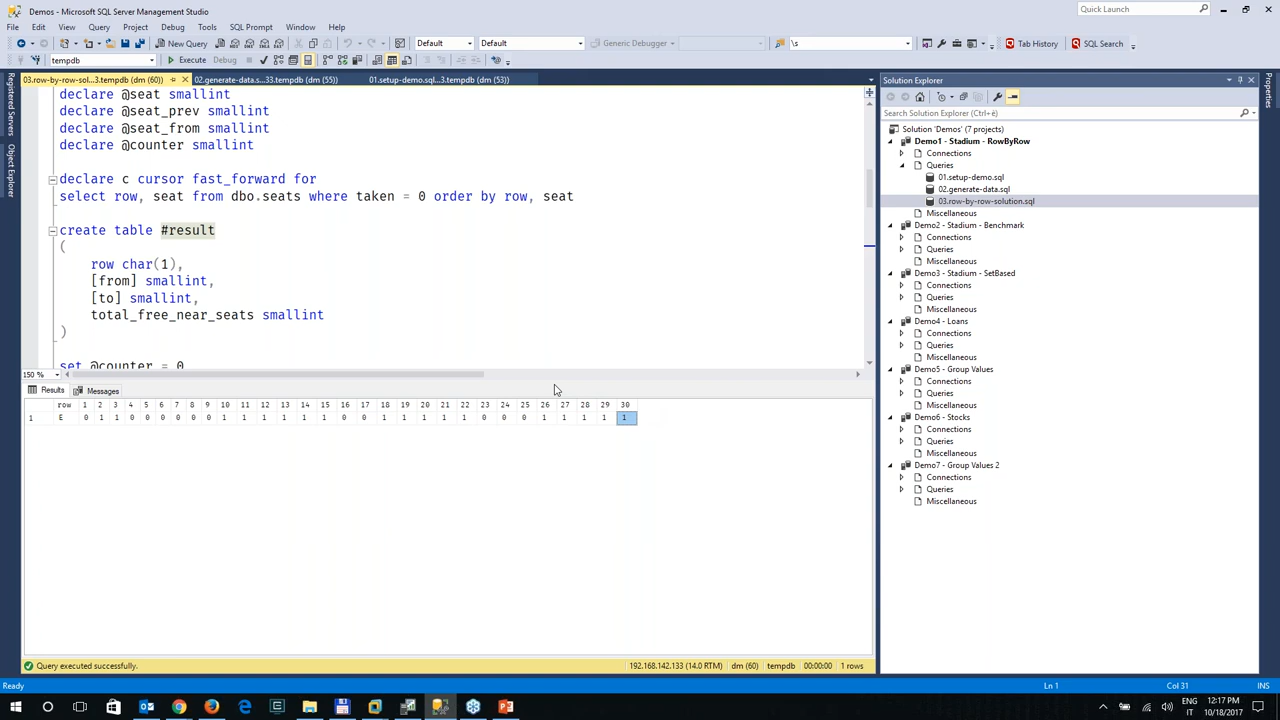 Demos - Microsoft SQL Server Management Studio
Quick Launch
File Edit View Query Project Debug Tools SQL Prompt Window Help
New Query Default Default Generic Debugger \s Tab History SQL Search
tempdb Execute
03.row-by-row-sol...3.tempdb (dm (60)) 02.generate-data.s...33.tempdb (dm (55)) 01.setup-demo.sql...3.tempdb (dm (53))
Registered Servers
Object Explorer
declare @seat smallint
declare @seat_prev smallint
declare @seat_from smallint
declare @counter smallint
declare c cursor fast_forward for
select row, seat from dbo.seats where taken = 0 order by row, seat
create table #result
(
row char(1),
[from] smallint,
[to] smallint,
total_free_near_seats smallint
)
set @counter = 0
150 %
Results Messages
row 1 2 3 4 5 6 7 8 9 10 11 12 13 14 15 16 17 18 19 20 21 22 23 24 25 26 27 28 29 30
1 E 0 1 1 0 0 0 0 0 0 1 1 1 1 1 1 0 0 1 1 1 1 1 0 0 0 1 1 1 1 1
Query executed successfully. 192.168.142.133 (14.0 RTM) dm (60) tempdb 00:00:00 1 rows
Solution Explorer
Search Solution Explorer (Ctrl+è)
Solution 'Demos' (7 projects)
Demo1 - Stadium - RowByRow
Connections
Queries
01.setup-demo.sql
02.generate-data.sql
03.row-by-row-solution.sql
Miscellaneous
Demo2 - Stadium - Benchmark
Connections
Queries
Miscellaneous
Demo3 - Stadium - SetBased
Connections
Queries
Miscellaneous
Demo4 - Loans
Connections
Queries
Miscellaneous
Demo5 - Group Values
Connections
Queries
Miscellaneous
Demo6 - Stocks
Connections
Queries
Miscellaneous
Demo7 - Group Values 2
Connections
Queries
Miscellaneous
Properties
Ready Ln 1 Col 31 INS
ENG
IT
12:17 PM
10/18/2017